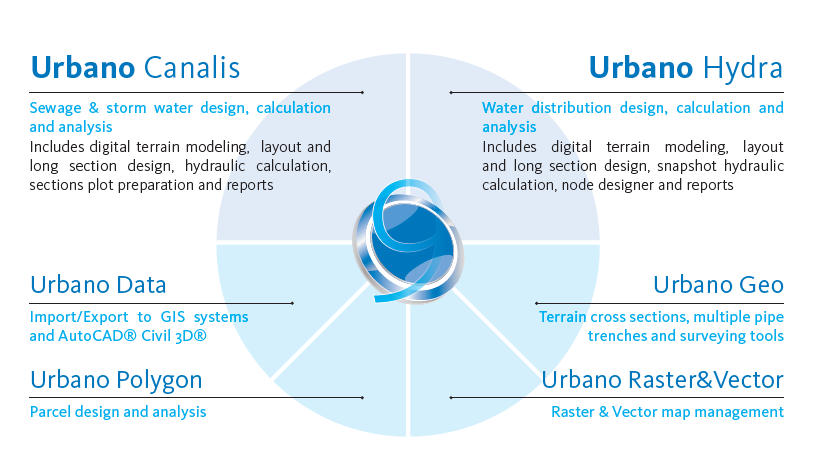 Urbano Canalis
Sewage & storm water design, calculation
and analysis
Includes digital terrain modeling, layout and
long section design, hydraulic calculation,
sections plot preparation and reports
Urbano Hydra
Water distribution design, calculation and
analysis
Includes digital terrain modeling, layout
and long section design, snapshot hydraulic
calculation, node designer and reports
Urbano Data
Import/Export to GIS systems
and AutoCAD® Civil 3D®
Urbano Geo
Terrain cross sections, multiple pipe
trenches and surveying tools
Urbano Polygon
Parcel design and analysis
Urbano Raster&Vector
Raster & Vector map management